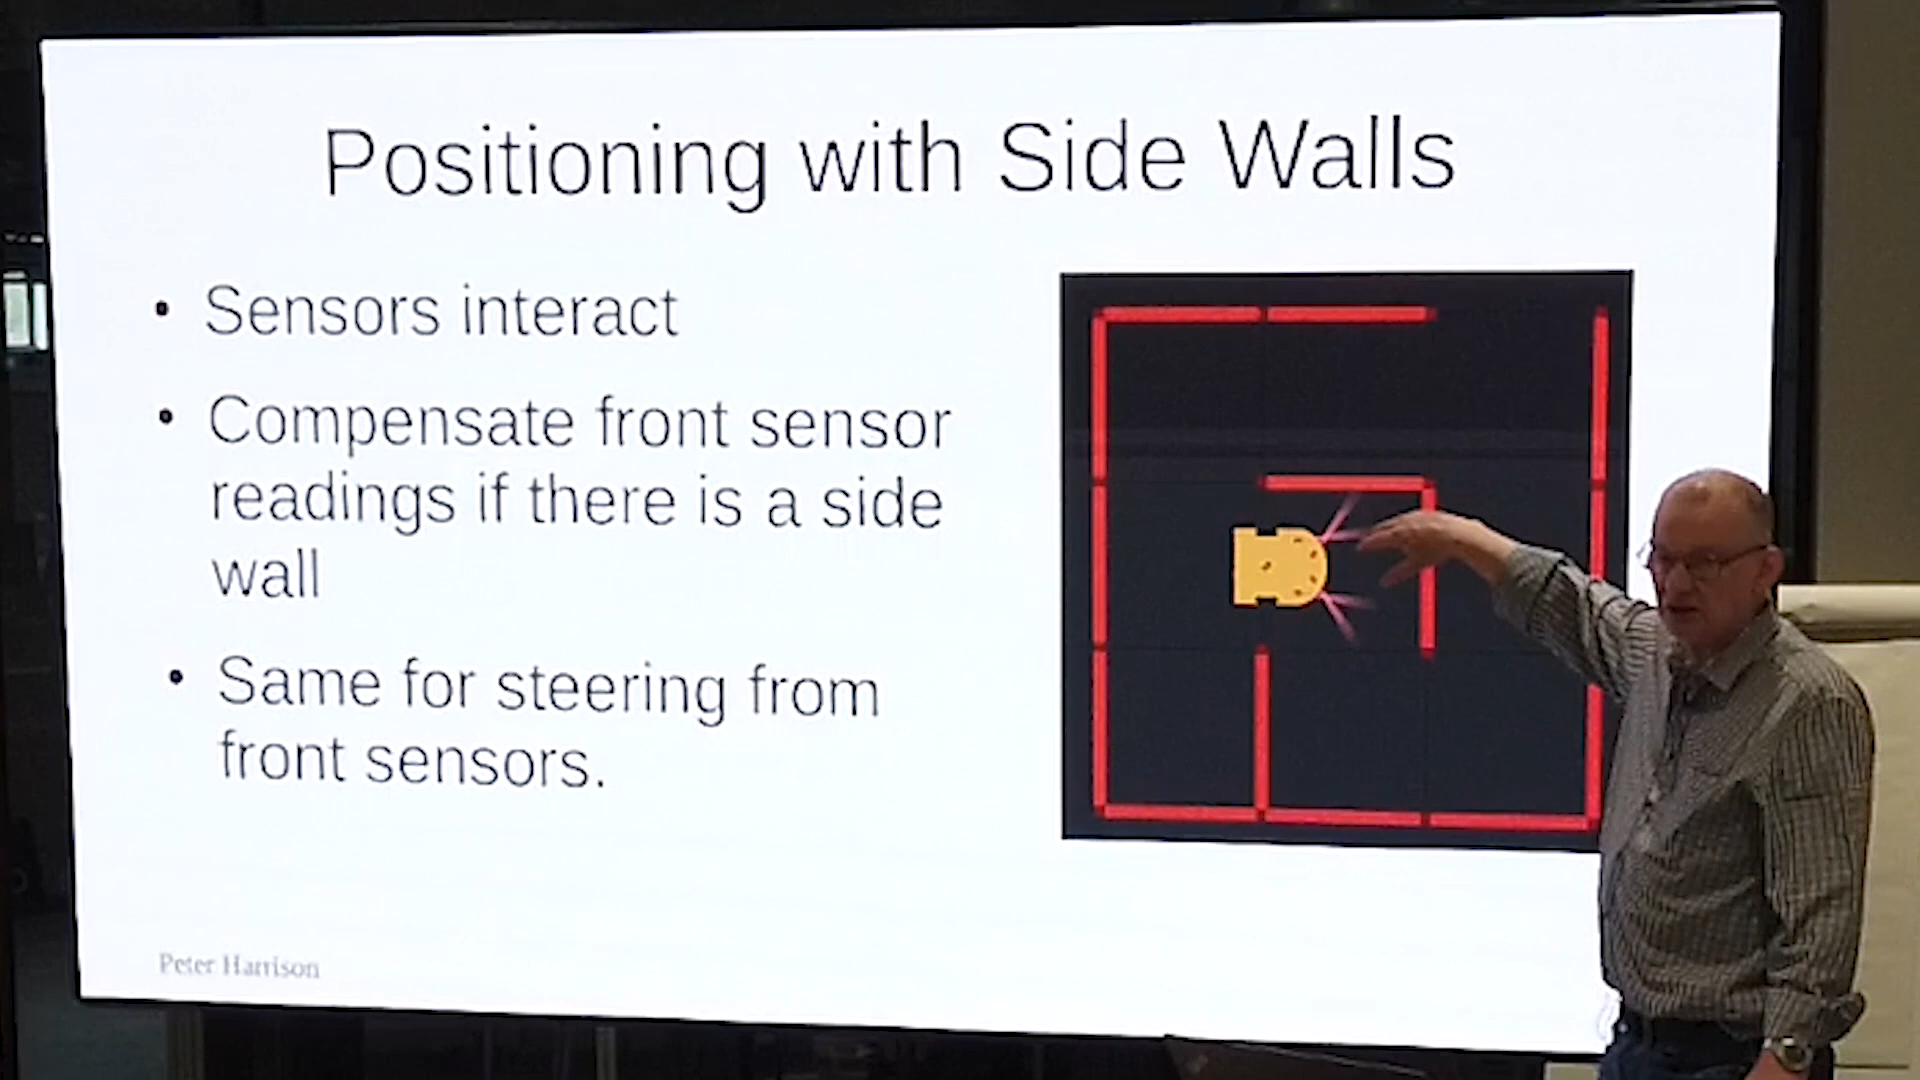 Positioning with Side Walls
• Sensors interact
• Compensate front sensor
readings if there is a side
wall
• Same for steering from
front sensors.
Peter Harrison